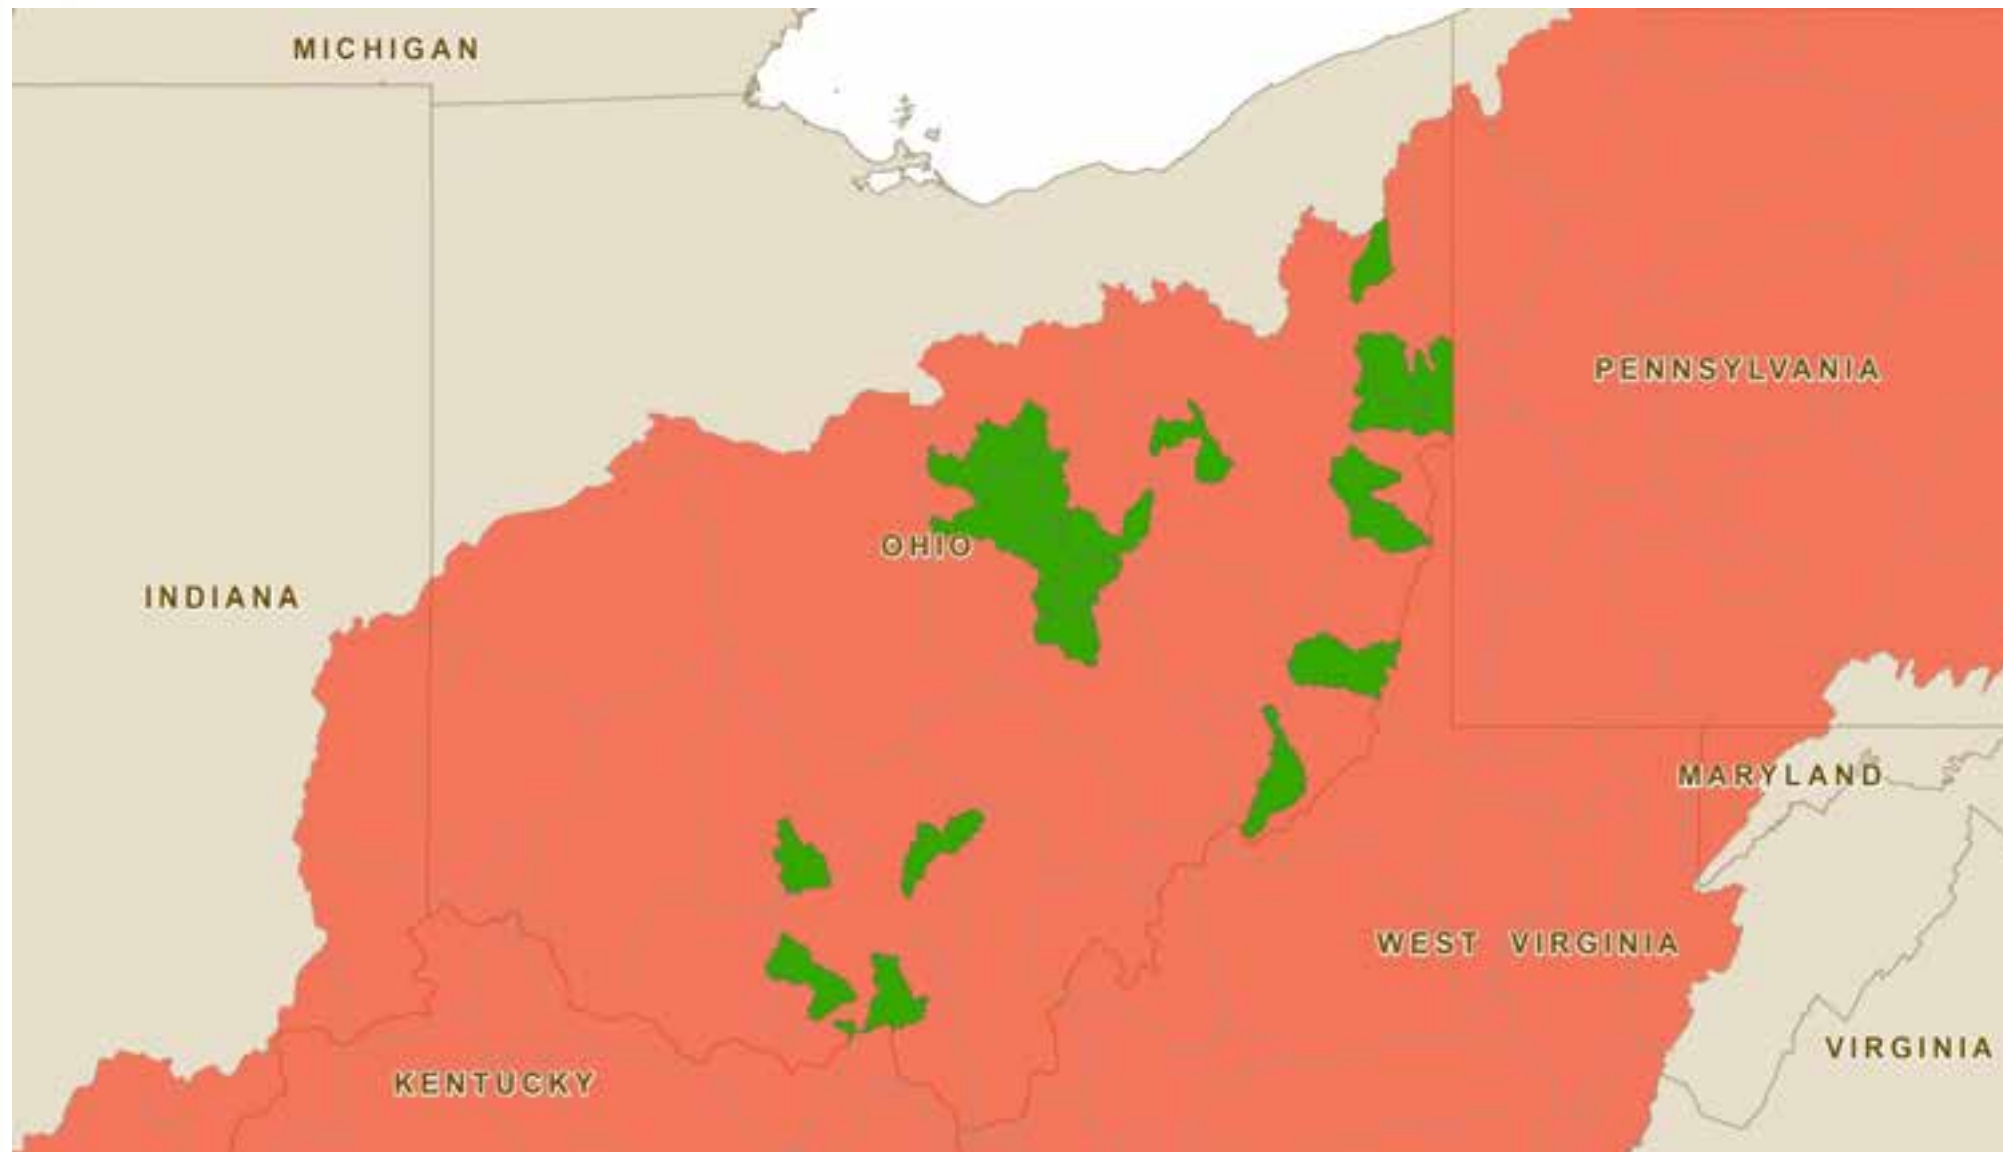 MICHIGAN
PENNSYLVANIA
OHIO
INDIANA
MARYLAND
WEST VIRGINIA
VIRGINIA
KENTUCKY